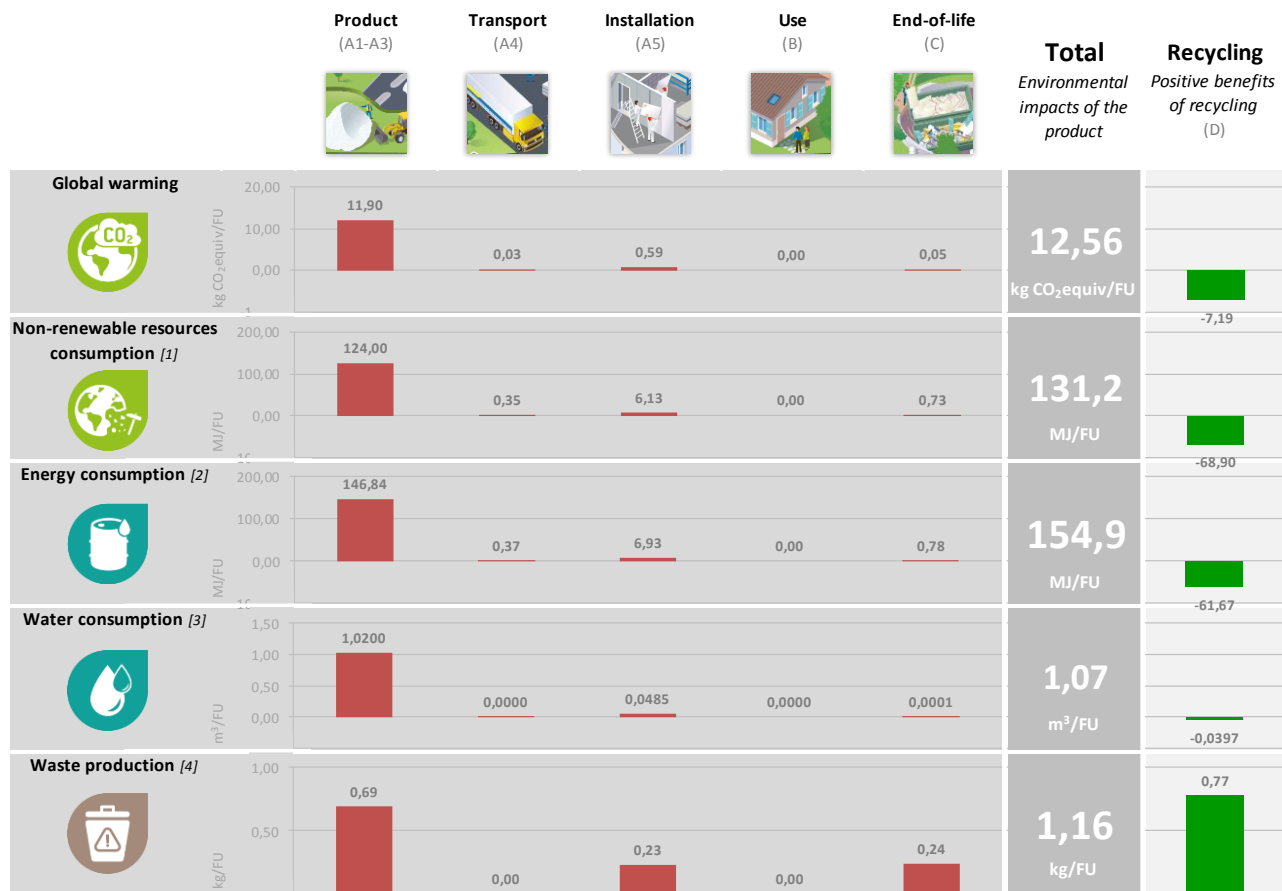 Product
(A1-A3)
Transport
(A4)
Installation
(A5)
Use
(B)
End-of-life
(C)
Total
Environmental
impacts of the
product
Recycling
Positive benefits
of recycling
(D)
Global warming
CO₂
kg CO₂equiv/FU
20,00
10,00
0,00
11,90
0,03
0,59
0,00
0,05
12,56
kg CO₂equiv/FU
-7,19
Non-renewable resources
consumption [1]
MJ/FU
200,00
100,00
0,00
124,00
0,35
6,13
0,00
0,73
131,2
MJ/FU
-68,90
Energy consumption [2]
MJ/FU
200,00
100,00
0,00
146,84
0,37
6,93
0,00
0,78
154,9
MJ/FU
-61,67
Water consumption [3]
m³/FU
1,50
1,00
0,50
0,00
1,0200
0,0000
0,0485
0,0000
0,0001
1,07
m³/FU
-0,0397
Waste production [4]
kg/FU
1,00
0,50
0,69
0,00
0,23
0,00
0,24
1,16
kg/FU
0,77